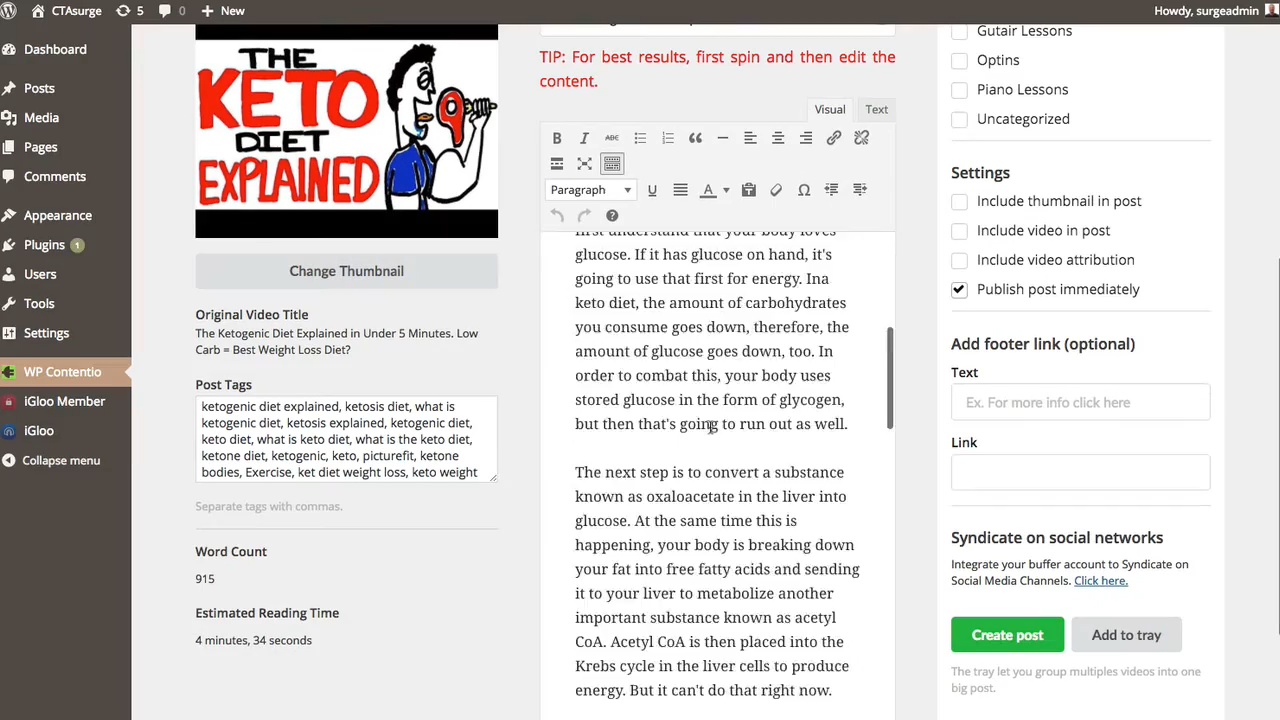 CTAsurge
5
0
New
Howdy, surgeadmin
Dashboard
Posts
Media
Pages
Comments
Appearance
Plugins 1
Users
Tools
Settings
WP Contentio
iGloo Member
iGloo
Collapse menu
THE
KETO
DIET
EXPLAINED
Change Thumbnail
Original Video Title
The Ketogenic Diet Explained in Under 5 Minutes. Low
Carb = Best Weight Loss Diet?
Post Tags
ketogenic diet explained, ketosis diet, what is
ketogenic diet, ketosis explained, ketogenic diet,
keto diet, what is keto diet, what is the keto diet,
ketone diet, ketogenic, keto, picturefit, ketone
bodies, Exercise, ket diet weight loss, keto weight
Separate tags with commas.
Word Count
915
Estimated Reading Time
4 minutes, 34 seconds
TIP: For best results, first spin and then edit the
content.
Visual
Text
B I ABC
Paragraph
U
A
Ω
first understand that your body loves
glucose. If it has glucose on hand, it's
going to use that first for energy. Ina
keto diet, the amount of carbohydrates
you consume goes down, therefore, the
amount of glucose goes down, too. In
order to combat this, your body uses
stored glucose in the form of glycogen,
but then that's going to run out as well.
The next step is to convert a substance
known as oxaloacetate in the liver into
glucose. At the same time this is
happening, your body is breaking down
your fat into free fatty acids and sending
it to your liver to metabolize another
important substance known as acetyl
CoA. Acetyl CoA is then placed into the
Krebs cycle in the liver cells to produce
energy. But it can't do that right now.
Gutair Lessons
Optins
Piano Lessons
Uncategorized
Settings
Include thumbnail in post
Include video in post
Include video attribution
Publish post immediately
Add footer link (optional)
Text
Ex. For more info click here
Link
Syndicate on social networks
Integrate your buffer account to Syndicate on
Social Media Channels. Click here.
Create post
Add to tray
The tray let you group multiples videos into one
big post.